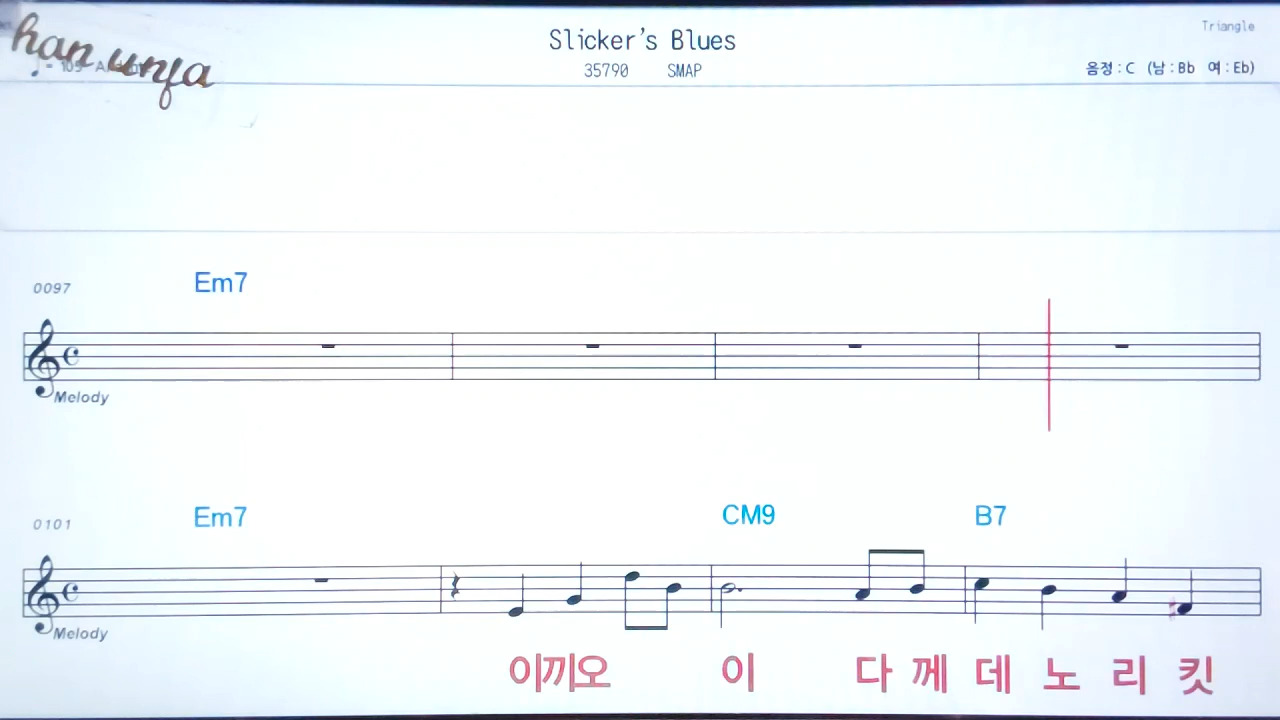 han unja
Triangle
Slicker's Blues
35790 SMAP
음정 : C (남 : Bb 여 : Eb)
0097
Em7
Melody
0101
Em7 CM9 B7
Melody
이끼오 이 다 께 데 노 리 킷